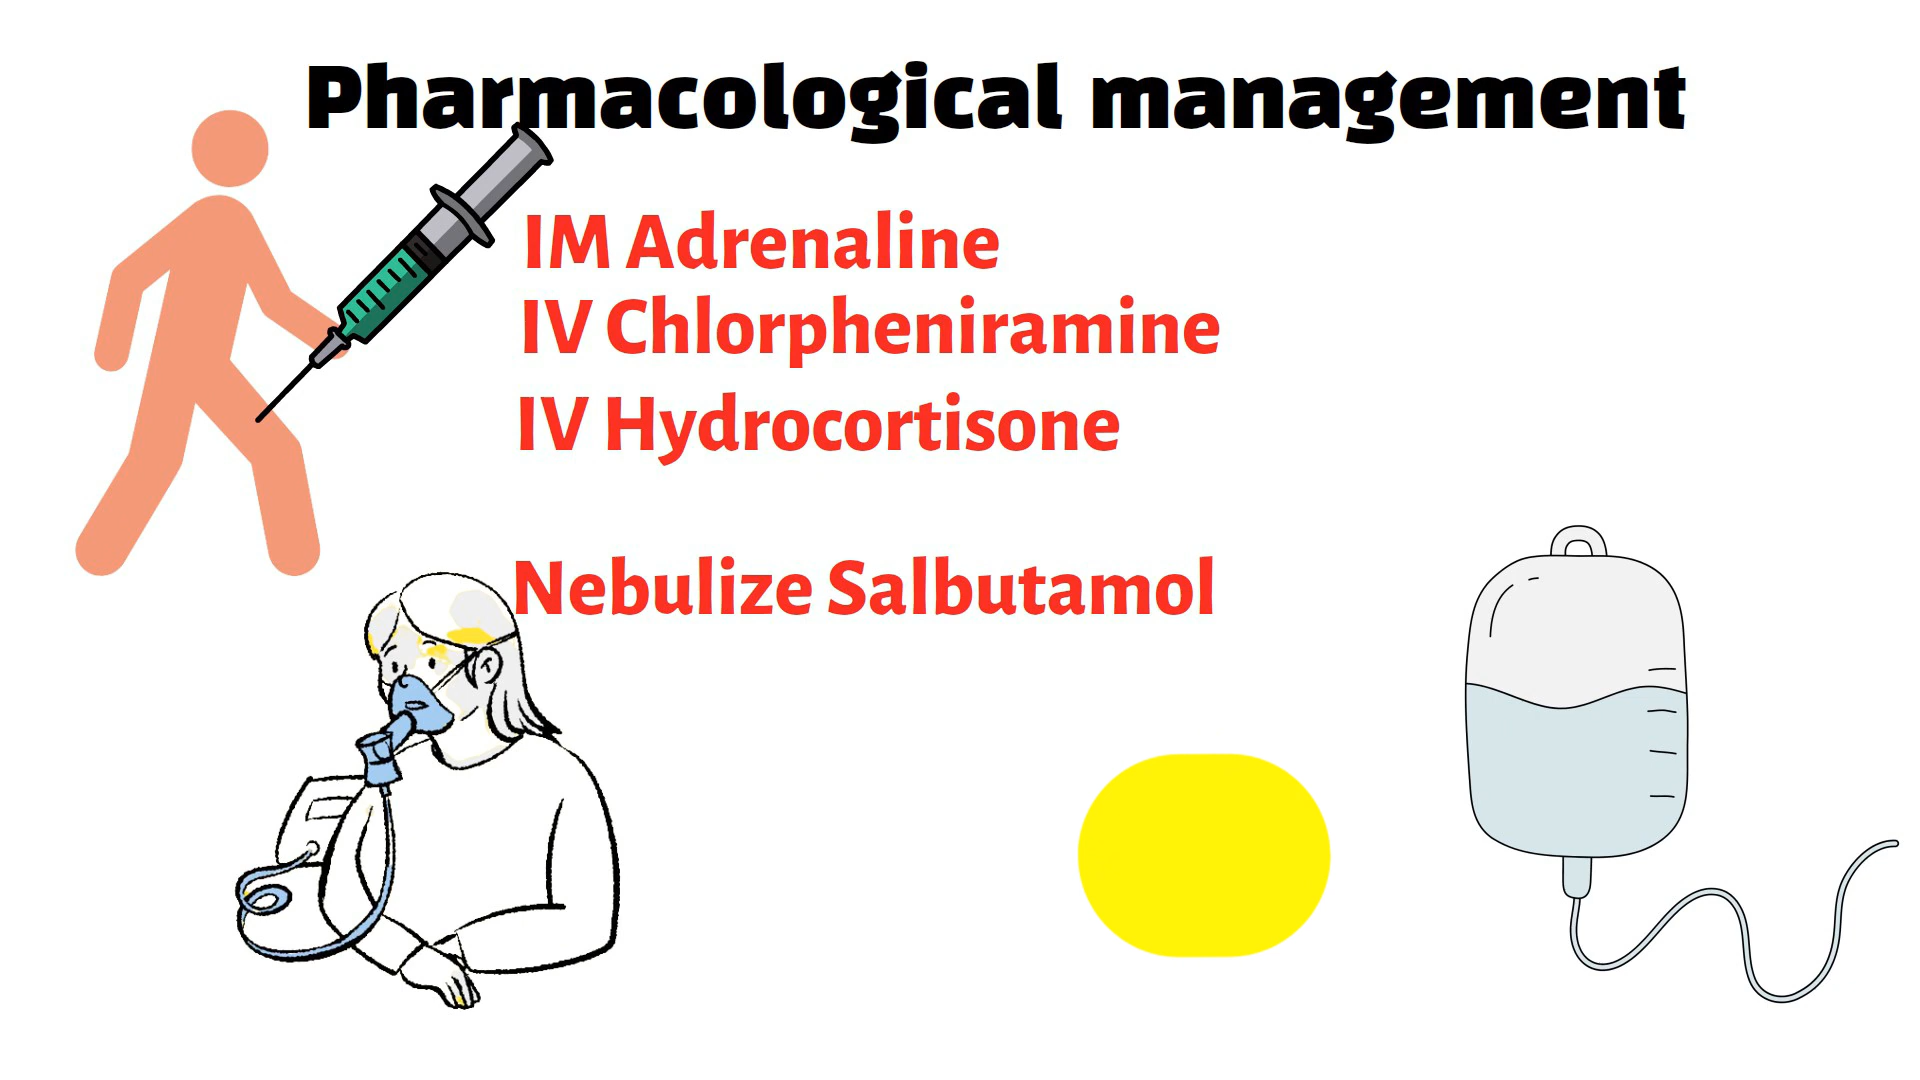 Pharmacological management
IM Adrenaline
IV Chlorpheniramine
IV Hydrocortisone
Nebulize Salbutamol